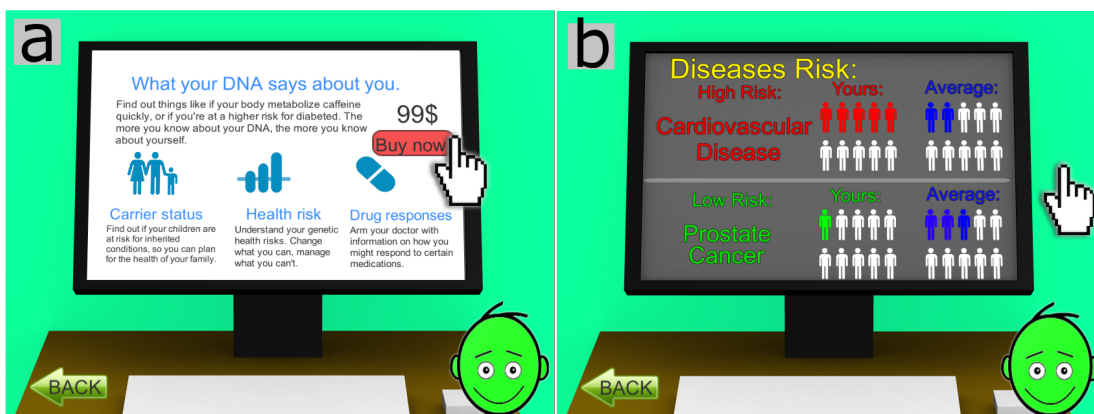 a
What your DNA says about you.
Find out things like if your body metabolize caffeine
quickly, or if you're at a higher risk for diabeted. The
more you know about your DNA, the more you know
about yourself.
99$
Buy now
Carrier status
Find out if your children are
at risk for inherited
conditions, so you can plan
for the health of your family.
Health risk
Understand your genetic
health risks. Change
what you can, manage
what you can't.
Drug responses
Arm your doctor with
information on how you
might respond to certain
medications.
BACK
b
Diseases Risk:
High Risk:
Yours:
Average:
Cardiovascular
Disease
Low Risk:
Yours:
Average:
Prostate
Cancer
BACK